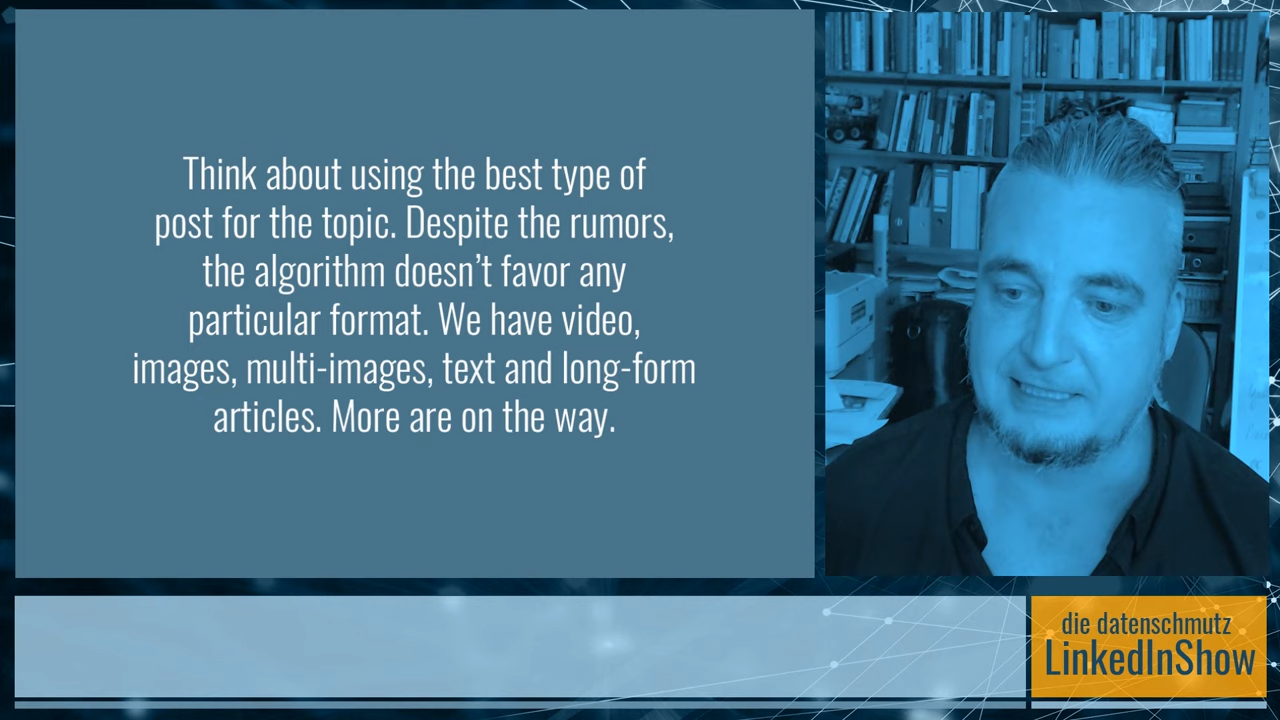 Think about using the best type of
post for the topic. Despite the rumors,
the algorithm doesn’t favor any
particular format. We have video,
images, multi-images, text and long-form
articles. More are on the way.
die datenschmutz
LinkedInShow